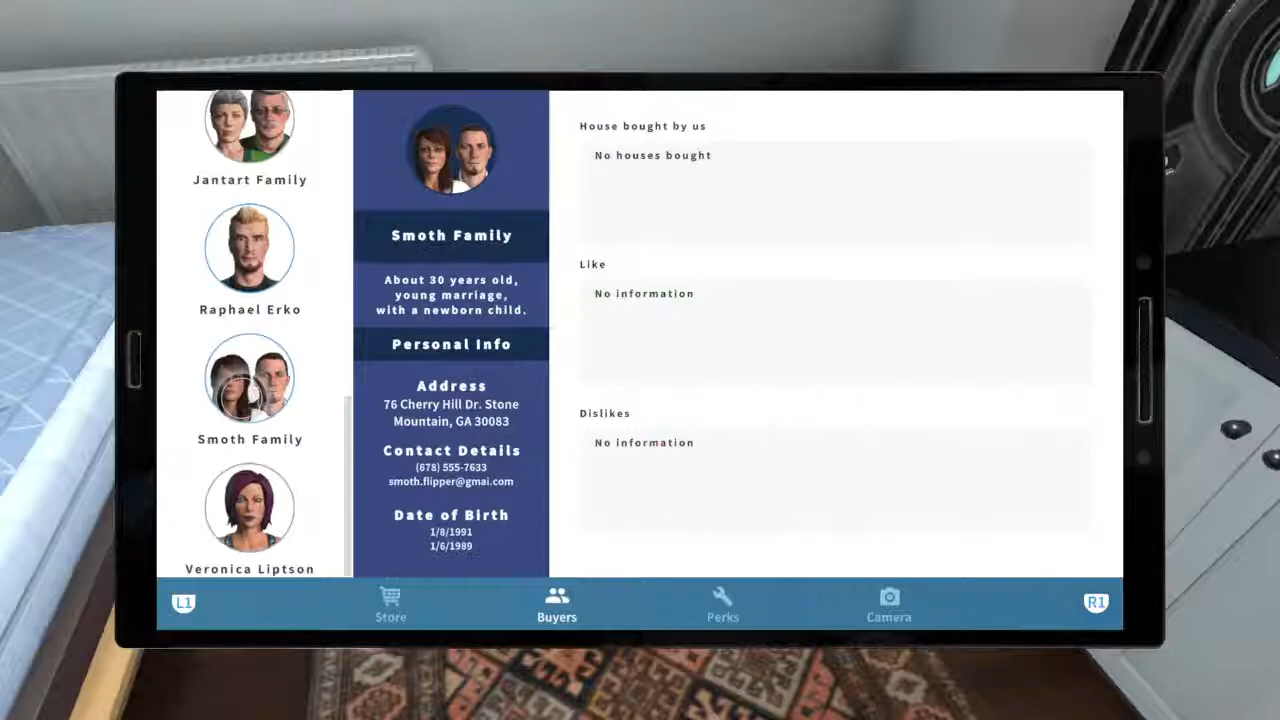 Jantart Family
Raphael Erko
Smoth Family
Veronica Liptson
Smoth Family
About 30 years old,
young marriage,
with a newborn child.
Personal Info
Address
76 Cherry Hill Dr. Stone
Mountain, GA 30083
Contact Details
(678) 555-7633
smoth.flipper@gmai.com
Date of Birth
1/8/1991
1/6/1989
House bought by us
No houses bought
Like
No information
Dislikes
No information
L1
Store
Buyers
Perks
Camera
R1